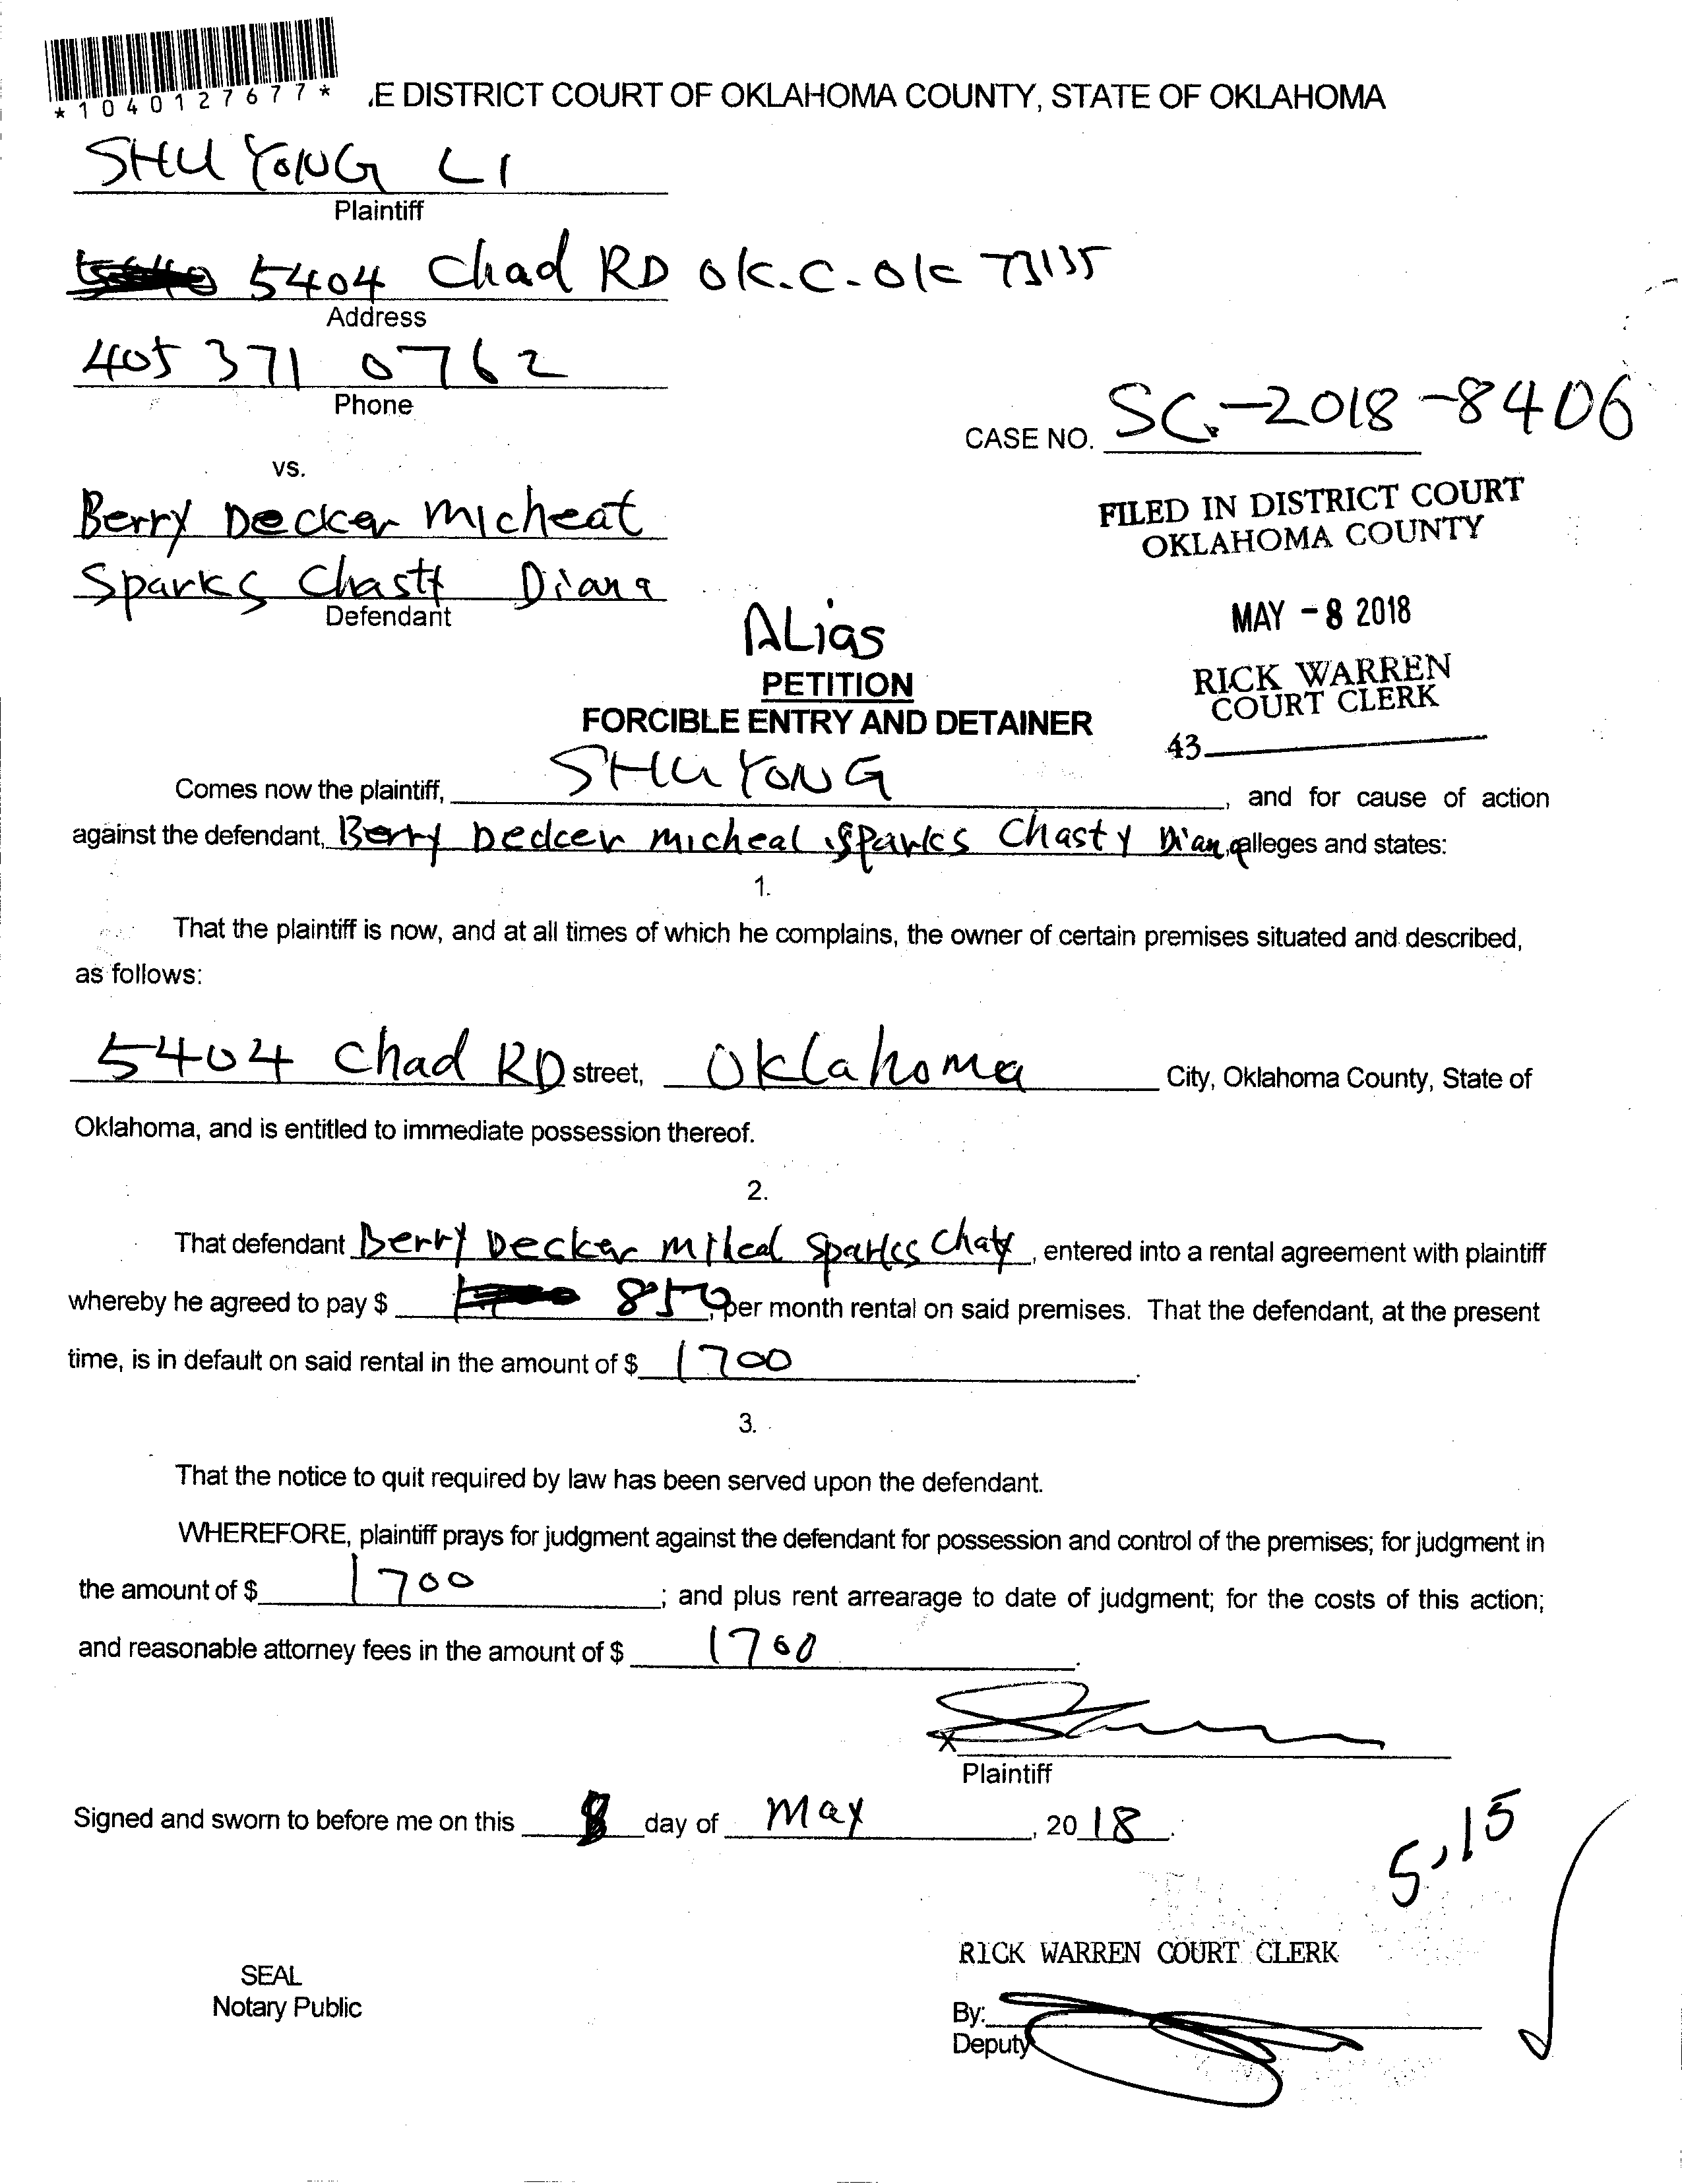 *1040127677*
.E DISTRICT COURT OF OKLAHOMA COUNTY, STATE OF OKLAHOMA
SHU YONG LI
Plaintiff
5404 Chad RD OK.C. OK 73135
Address
405 371 0762
Phone
CASE NO. SC-2018-8406
vs.
Berry Decker Micheal
Sparks Chasty Diana
Defendant
FILED IN DISTRICT COURT
OKLAHOMA COUNTY
MAY - 8 2018
RICK WARREN
COURT CLERK
43
ALias
PETITION
FORCIBLE ENTRY AND DETAINER
Comes now the plaintiff, SHU YONG, and for cause of action
against the defendant, Berry Decker Micheal Sparks Chasty Diana, alleges and states:
1.
That the plaintiff is now, and at all times of which he complains, the owner of certain premises situated and described,
as follows:
5404 Chad RD street, Oklahoma City, Oklahoma County, State of
Oklahoma, and is entitled to immediate possession thereof.
2.
That defendant Berry Decker Sparks, entered into a rental agreement with plaintiff
whereby he agreed to pay $ 850, per month rental on said premises. That the defendant, at the present
time, is in default on said rental in the amount of $ 1700.
3.
That the notice to quit required by law has been served upon the defendant.
WHEREFORE, plaintiff prays for judgment against the defendant for possession and control of the premises; for judgment in
the amount of $ 1700; and plus rent arrearage to date of judgment; for the costs of this action;
and reasonable attorney fees in the amount of $ 1700.
x
Plaintiff
Signed and sworn to before me on this 8 day of May, 2018.
5,15
RICK WARREN COURT CLERK
SEAL
Notary Public
By:
Deputy